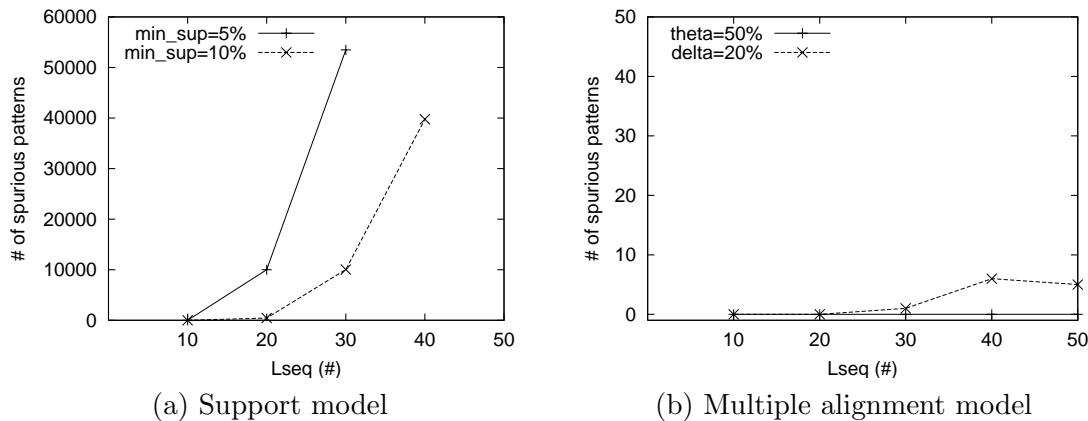 60000
50000
40000
30000
20000
10000
0
# of spurious patterns
min_sup=5%
min_sup=10%
10 20 30 40 50
Lseq (#)
(a) Support model
50
40
30
20
10
0
# of spurious patterns
theta=50%
delta=20%
10 20 30 40 50
Lseq (#)
(b) Multiple alignment model